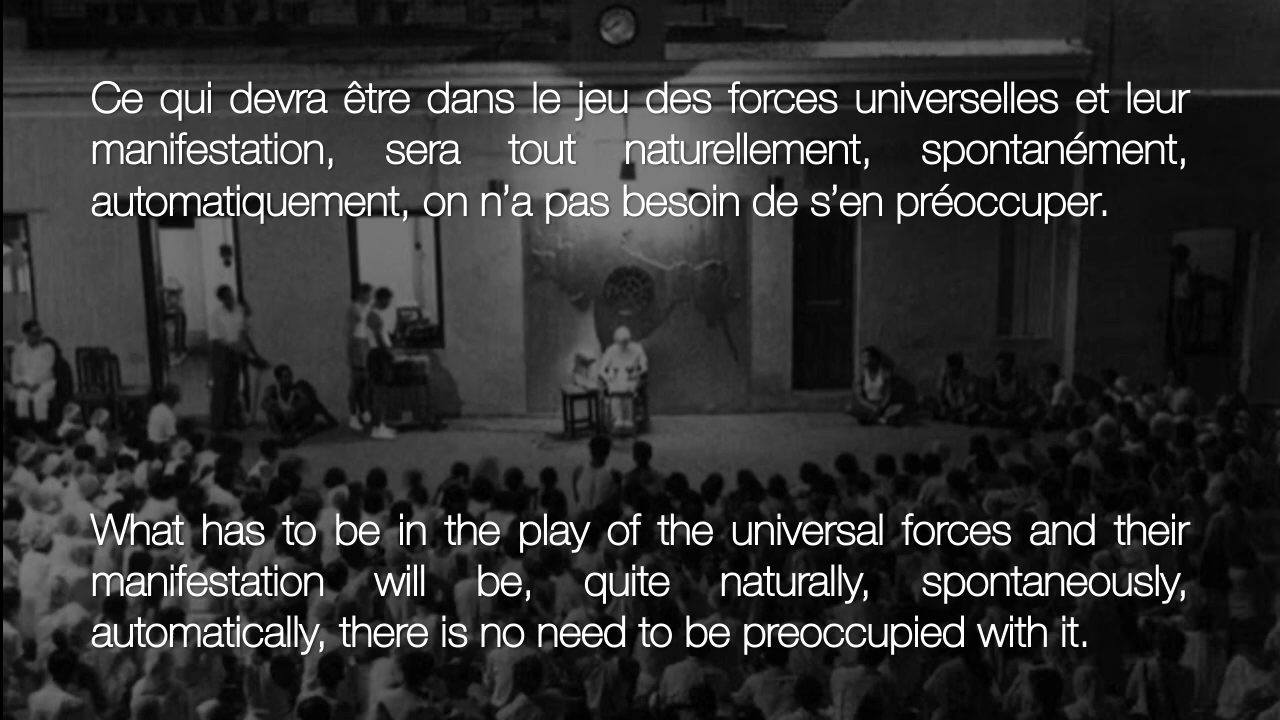 Ce qui devra être dans le jeu des forces universelles et leur
manifestation, sera tout naturellement, spontanément,
automatiquement, on n’a pas besoin de s’en préoccuper.
What has to be in the play of the universal forces and their
manifestation will be, quite naturally, spontaneously,
automatically, there is no need to be preoccupied with it.